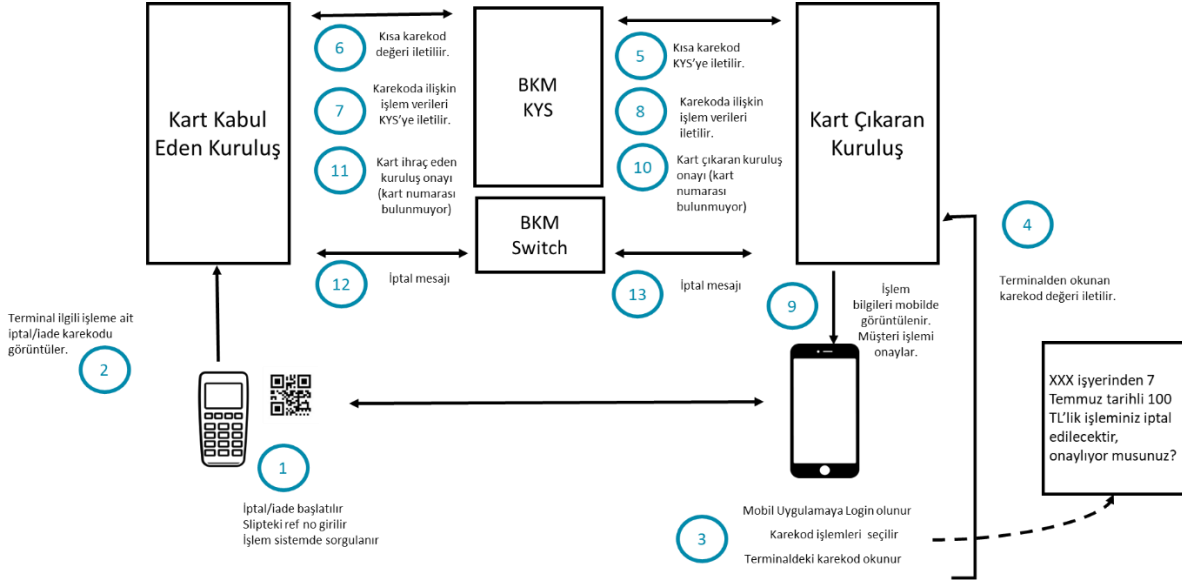 Kart Kabul
Eden Kuruluş
6
Kısa karekod
değeri iletiliir.
7
Karekoda ilişkin
işlem verileri
KYS'ye iletilir.
11
Kart ihraç eden
kuruluş onayı
(kart numarası
bulunmuyor)
BKM
KYS
BKM
Switch
5
Kısa karekod
KYS'ye iletilir.
8
Karekoda ilişkin
işlem verileri
iletilir.
10
Kart çıkaran kuruluş
onayı (kart
numarası
bulunmuyor)
Kart Çıkaran
Kuruluş
4
Terminalden okunan
karekod değeri iletilir.
12
İptal mesajı
13
İptal mesajı
9
İşlem
bilgileri mobilde
görüntülenir.
Müşteri işlemi
onaylar.
Terminal ilgili işleme ait
iptal/iade karekodu
görüntüler.
2
1
İptal/iade başlatılır
Slipteki ref no girilir
İşlem sistemde sorgulanır
3
Mobil Uygulamaya Login olunur
Karekod işlemleri seçilir
Terminaldeki karekod okunur
XXX işyerinden 7
Temmuz tarihli 100
TL'lik işleminiz iptal
edilecektir,
onaylıyor musunuz?